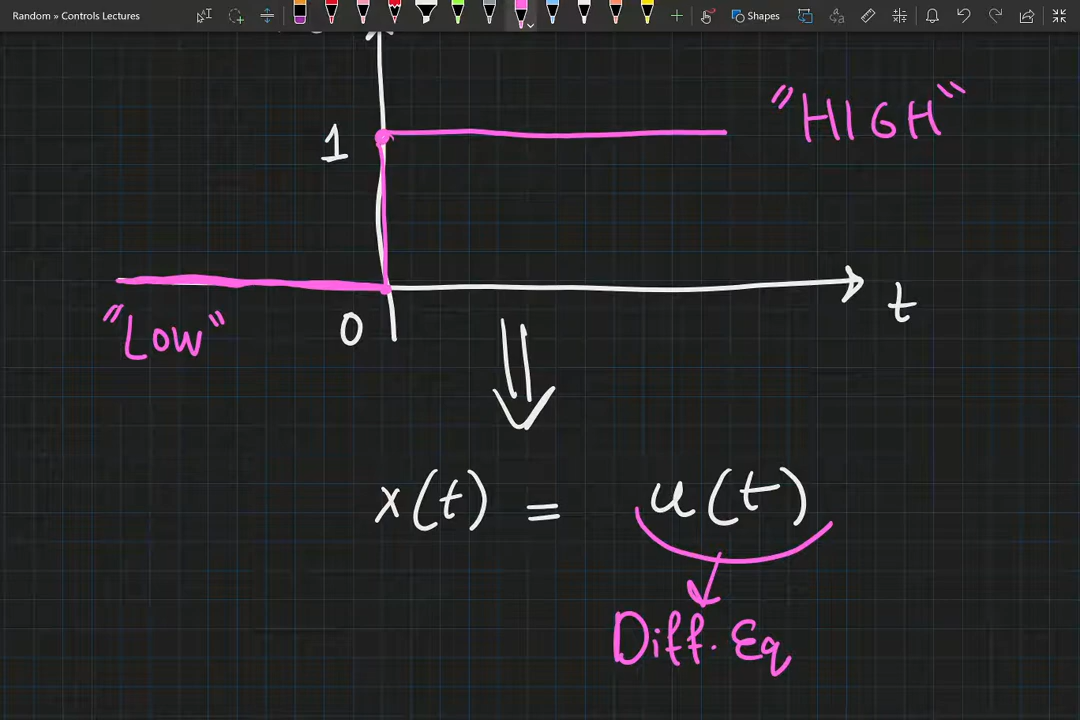 Random » Controls Lectures
Shapes
"HIGH"
1
"LOW"
0
t
x(t) = u(t)
Diff. Eq